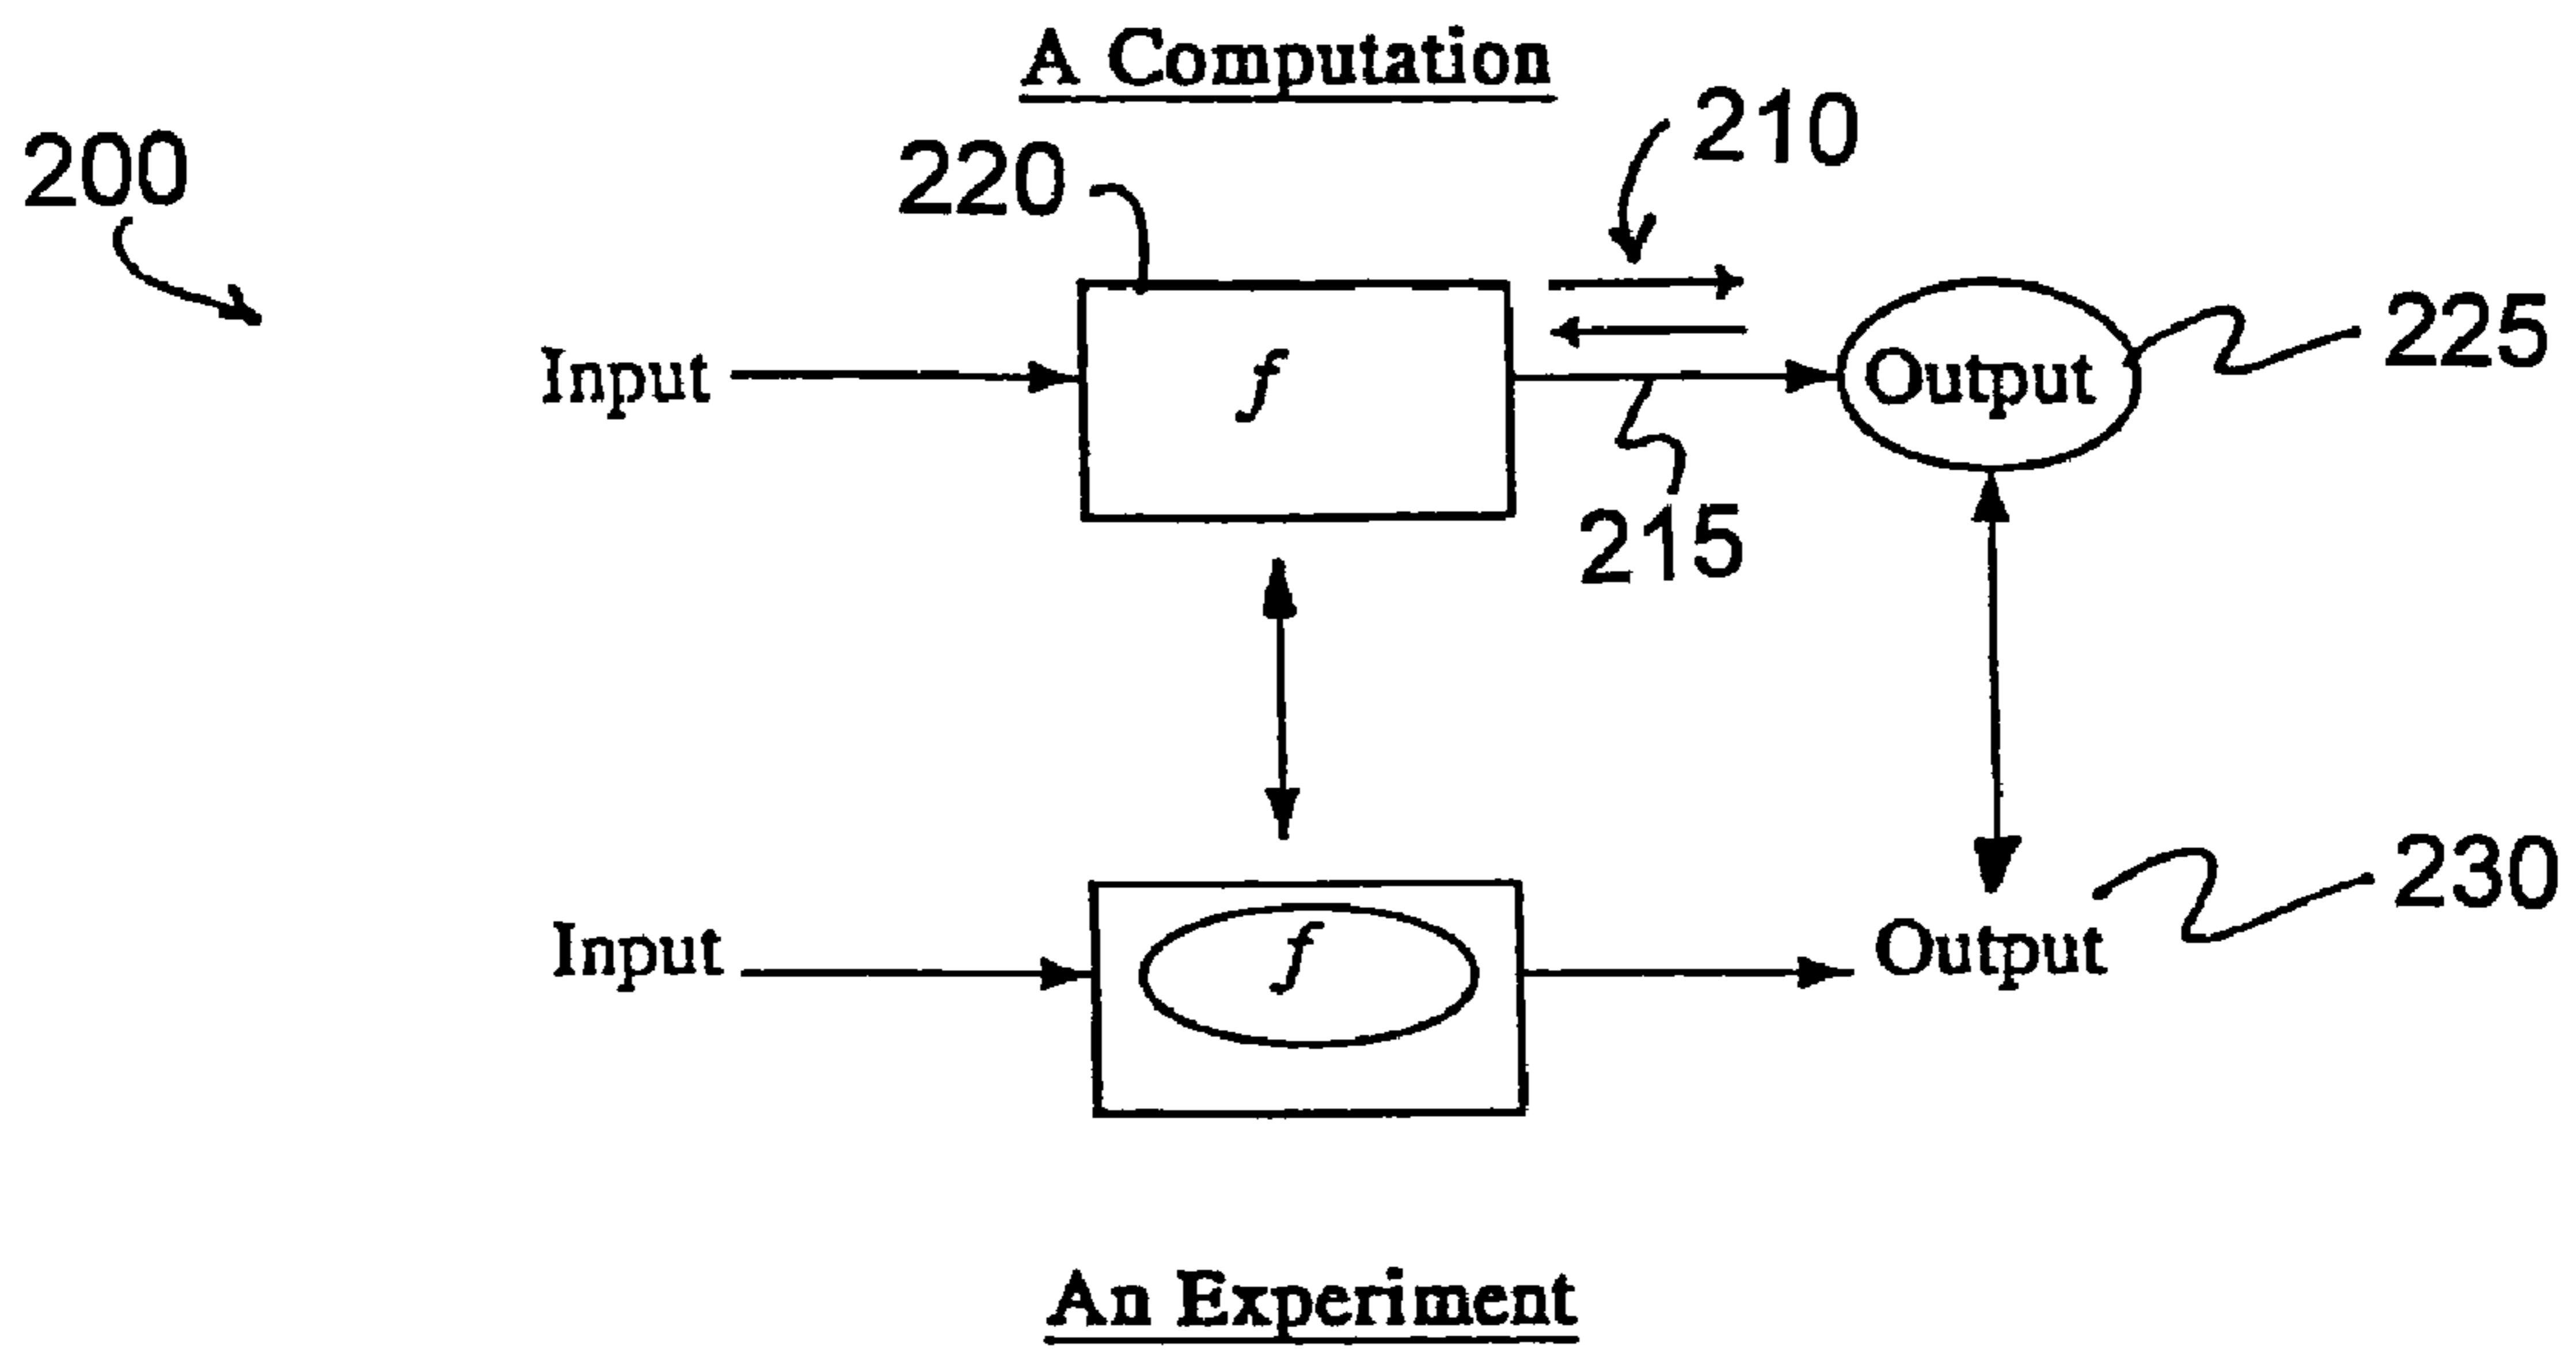 A Computation
200
220
210
Input
f
Output
225
215
230
Input
f
Output
An Experiment